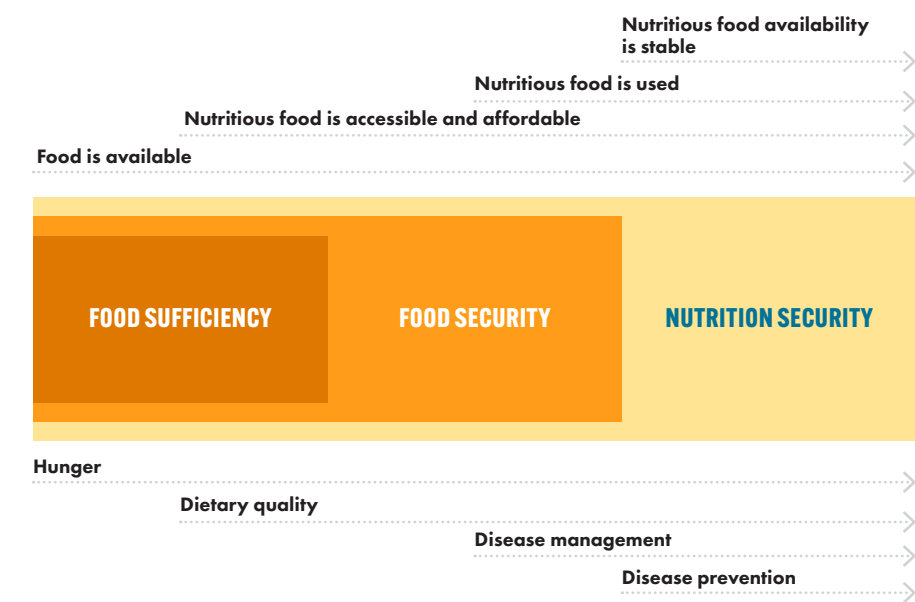 Nutritious food availability
is stable
Nutritious food is used
Nutritious food is accessible and affordable
Food is available
FOOD SUFFICIENCY
FOOD SECURITY
NUTRITION SECURITY
Hunger
Dietary quality
Disease management
Disease prevention